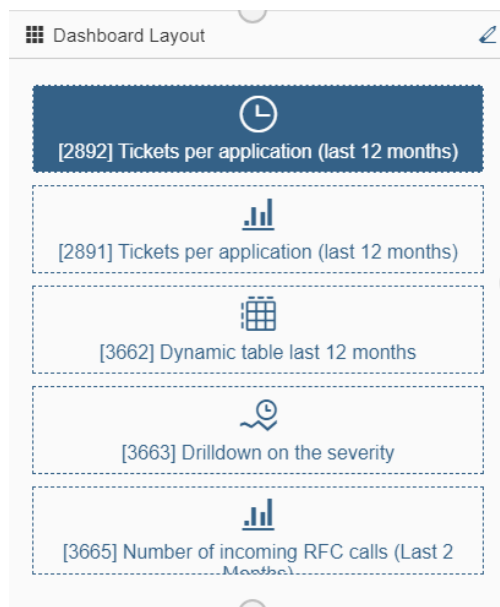 Dashboard Layout
[2892] Tickets per application (last 12 months)
[2891] Tickets per application (last 12 months)
[3662] Dynamic table last 12 months
[3663] Drilldown on the severity
[3665] Number of incoming RFC calls (Last 2
Months)